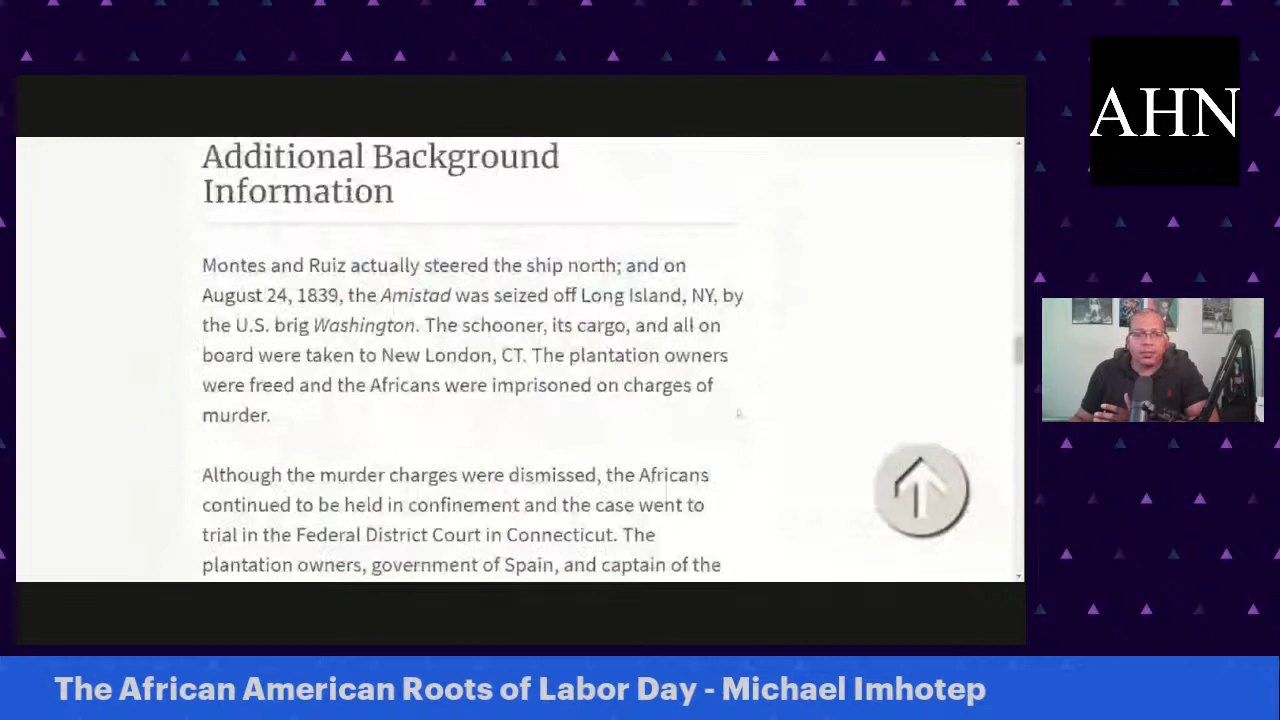 Additional Background
Information
Montes and Ruiz actually steered the ship north; and on
August 24, 1839, the Amistad was seized off Long Island, NY, by
the U.S. brig Washington. The schooner, its cargo, and all on
board were taken to New London, CT. The plantation owners
were freed and the Africans were imprisoned on charges of
murder.
Although the murder charges were dismissed, the Africans
continued to be held in confinement and the case went to
trial in the Federal District Court in Connecticut. The
plantation owners, government of Spain, and captain of the
AHN
The African American Roots of Labor Day - Michael Imhotep